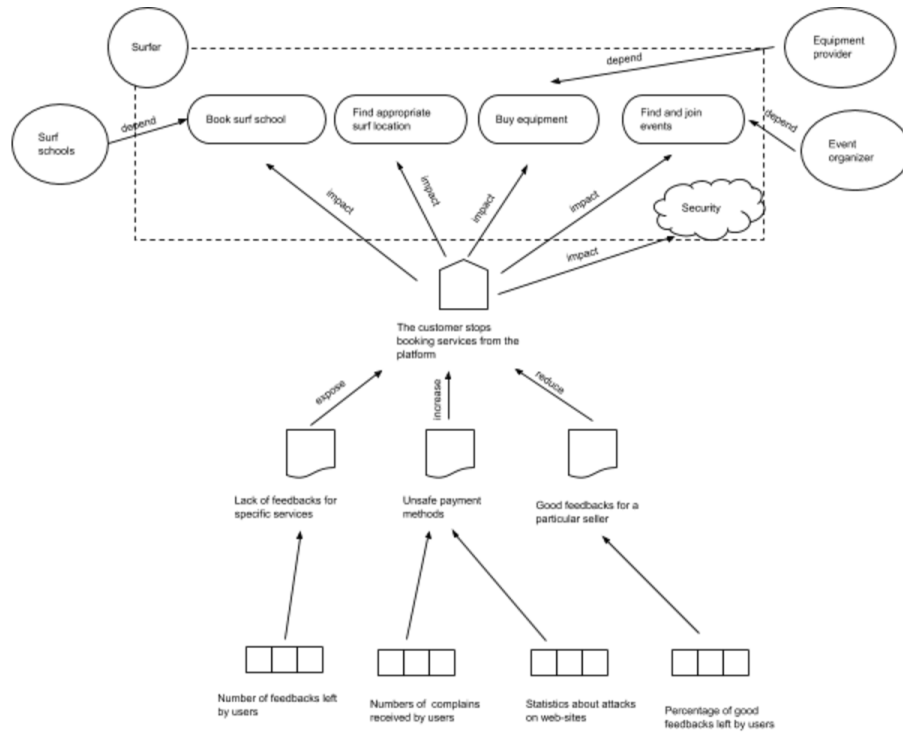 Surfer
Equipment
provider
depend
Surf
schools
depend
Book surf school
Find appropriate
surf location
Buy equipment
Find and join
events
depend
Event
organizer
impact
impact
impact
impact
Security
impact
The customer stops
booking services from the
platform
expose
increase
reduce
Lack of feedbacks for
specific services
Unsafe payment
methods
Good feedbacks for a
particular seller
Number of feedbacks left
by users
Numbers of complains
received by users
Statistics about attacks
on web-sites
Percentage of good
feedbacks left by users